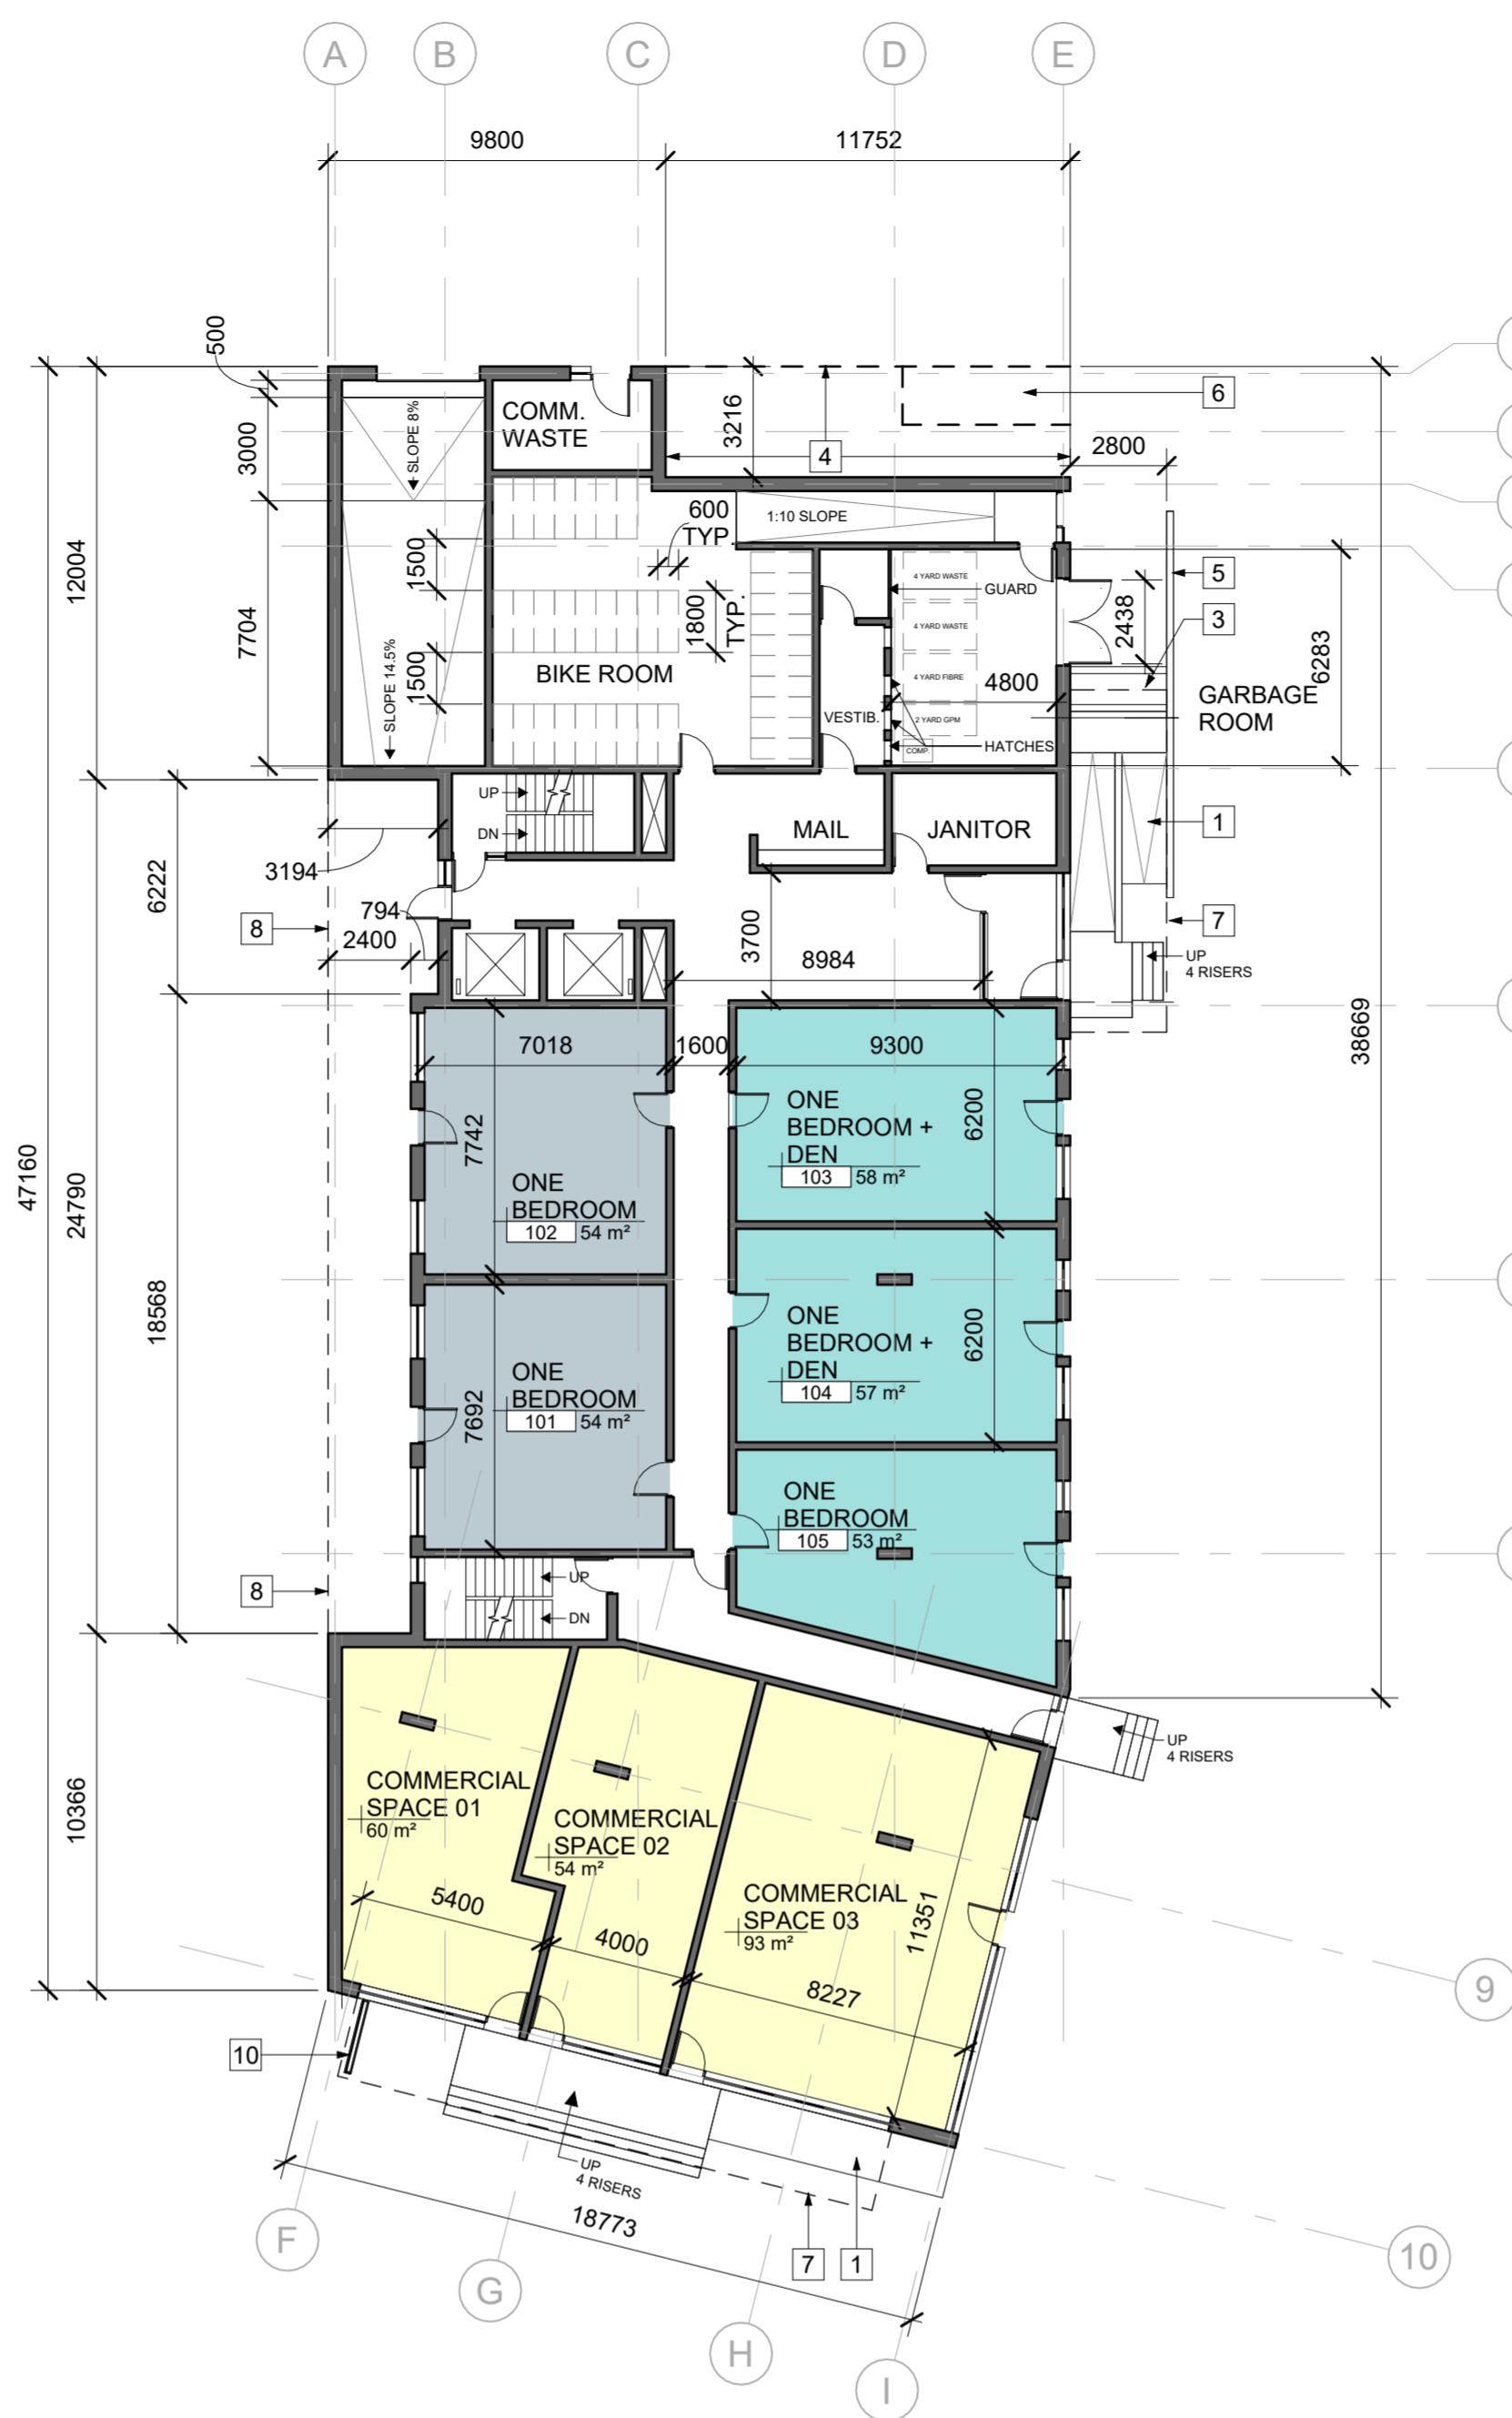 A
B
C
D
E
9800
11752
500
3000
12004
7704
SLOPE 8%
COMM.
WASTE
3216
4
6
2800
600
TYP.
1:10 SLOPE
1500
1800
TYP.
1500
SLOPE 14.5%
BIKE ROOM
4 YARD WASTE
GUARD
4 YARD WASTE
4 YARD FIBRE
4800
2 YARD GPM
COMP.
HATCHES
VESTIB.
5
3
2438
6283
GARBAGE
ROOM
UP
DN
MAIL
JANITOR
1
3194
6222
794
2400
8
3700
8984
7
UP
4 RISERS
38669
47160
24790
18568
7018
1600
9300
7742
ONE
BEDROOM
102
54 m²
ONE
BEDROOM +
DEN
103
58 m²
6200
ONE
BEDROOM
101
54 m²
7692
ONE
BEDROOM +
DEN
104
57 m²
6200
ONE
BEDROOM
105
53 m²
8
UP
DN
UP
4 RISERS
10366
COMMERCIAL
SPACE 01
60 m²
COMMERCIAL
SPACE 02
54 m²
COMMERCIAL
SPACE 03
93 m²
5400
4000
8227
11351
9
10
UP
4 RISERS
18773
7
1
F
G
H
I
10